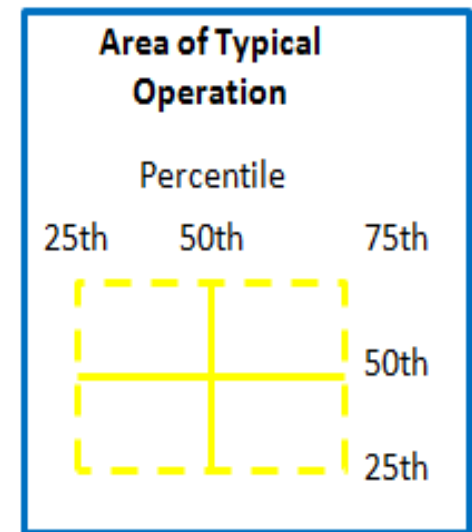 Area of Typical
Operation
Percentile
25th 50th 75th
50th
25th